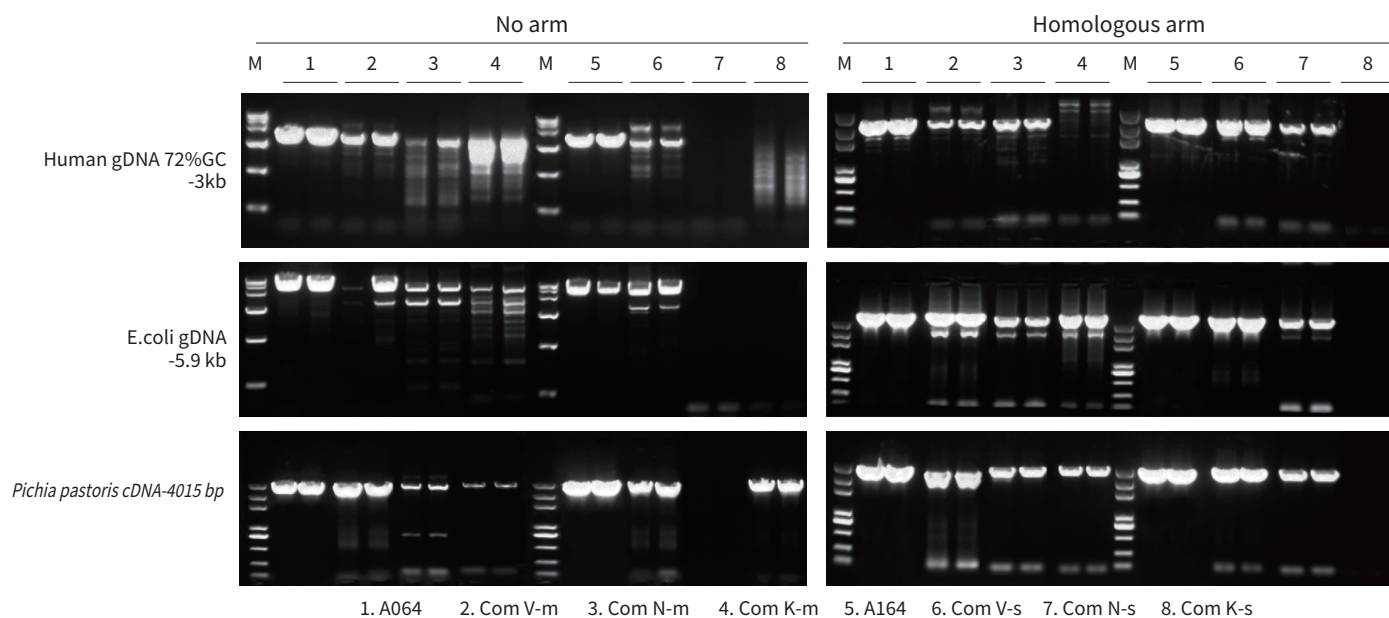 No arm
Homologous arm
M 1 2 3 4 M 5 6 7 8
M 1 2 3 4 M 5 6 7 8
Human gDNA 72%GC
-3kb
E.coli gDNA
-5.9 kb
Pichia pastoris cDNA-4015 bp
1. A064 2. Com V-m 3. Com N-m 4. Com K-m 5. A164 6. Com V-s 7. Com N-s 8. Com K-s